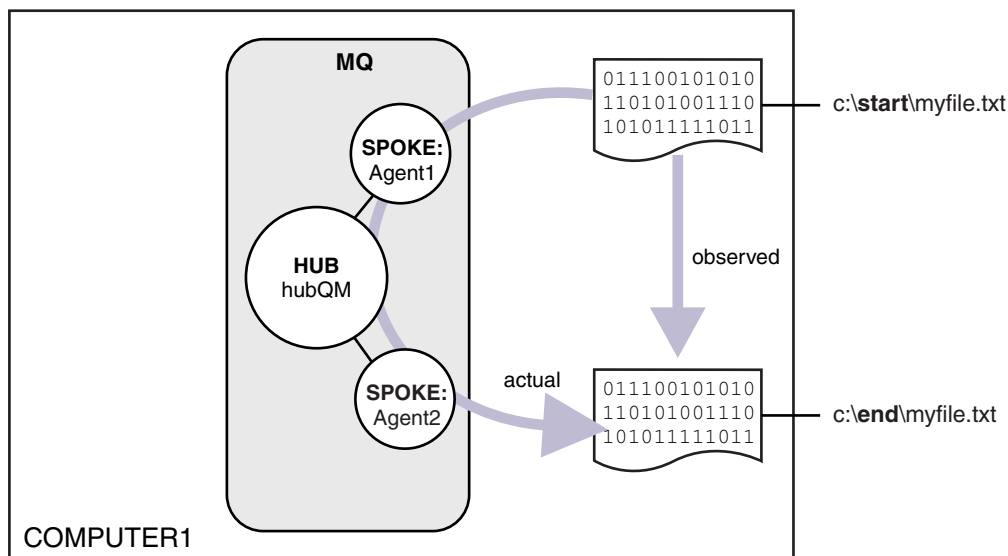 MQ
011100101010
110101001110
101011111011
c:\start\myfile.txt
SPOKE:
Agent1
HUB
hubQM
observed
SPOKE:
Agent2
actual
011100101010
110101001110
101011111011
c:\end\myfile.txt
COMPUTER1